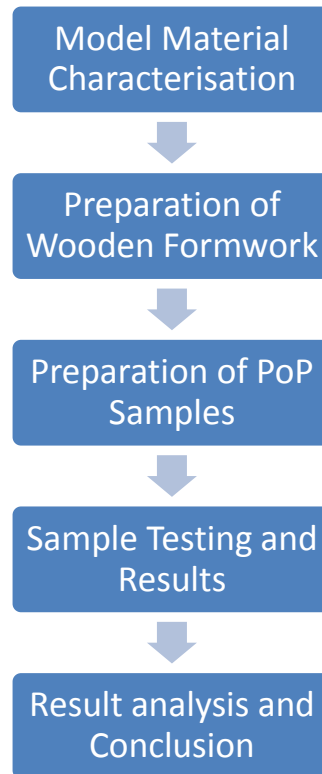 Model Material
Characterisation
Preparation of
Wooden Formwork
Preparation of PoP
Samples
Sample Testing and
Results
Result analysis and
Conclusion